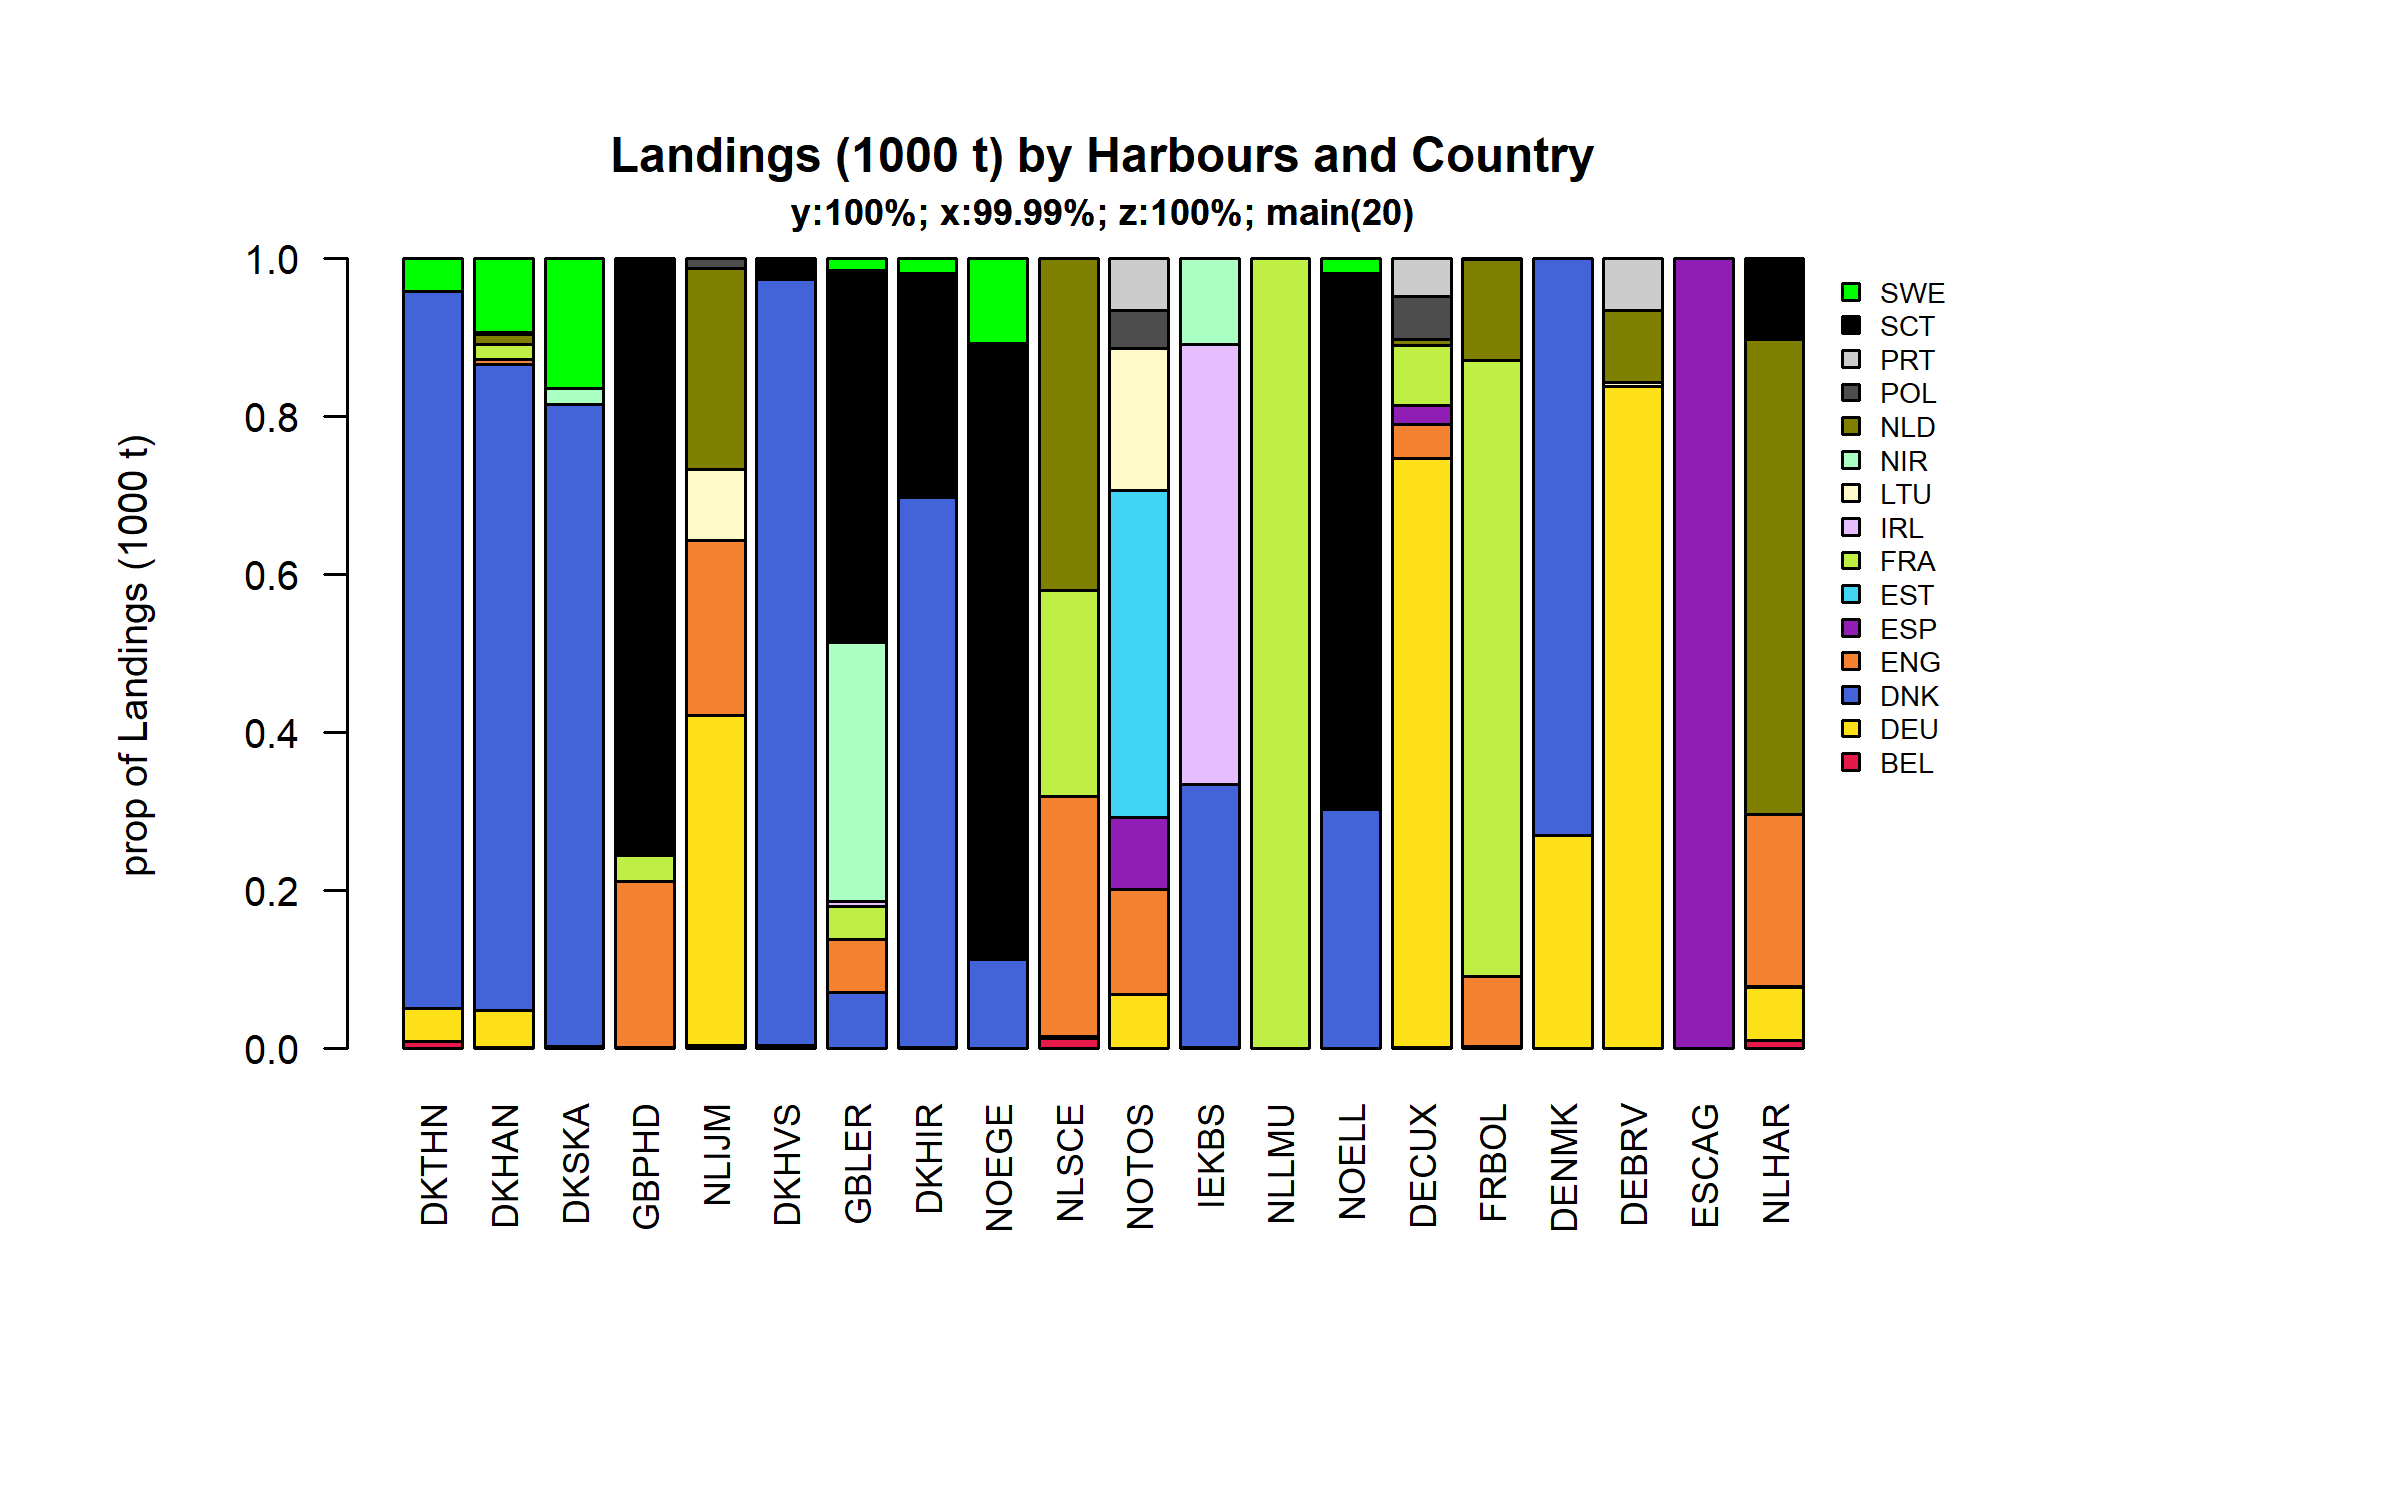 Landings (1000 t) by Harbours and Country
y:100%; x:99.99%; z:100%; main(20)
prop of Landings (1000 t)
1.0
0.8
0.6
0.4
0.2
0.0
DKTHN
DKHAN
DKSKA
GBPHD
NLIJM
DKHVS
GBLER
DKHIR
NOEGE
NLSCE
NOTOS
IEKBS
NLLMU
NOELL
DECUX
FRBOL
DENMK
DEBRV
ESCAG
NLHAR
SWE
SCT
PRT
POL
NLD
NIR
LTU
IRL
FRA
EST
ESP
ENG
DNK
DEU
BEL